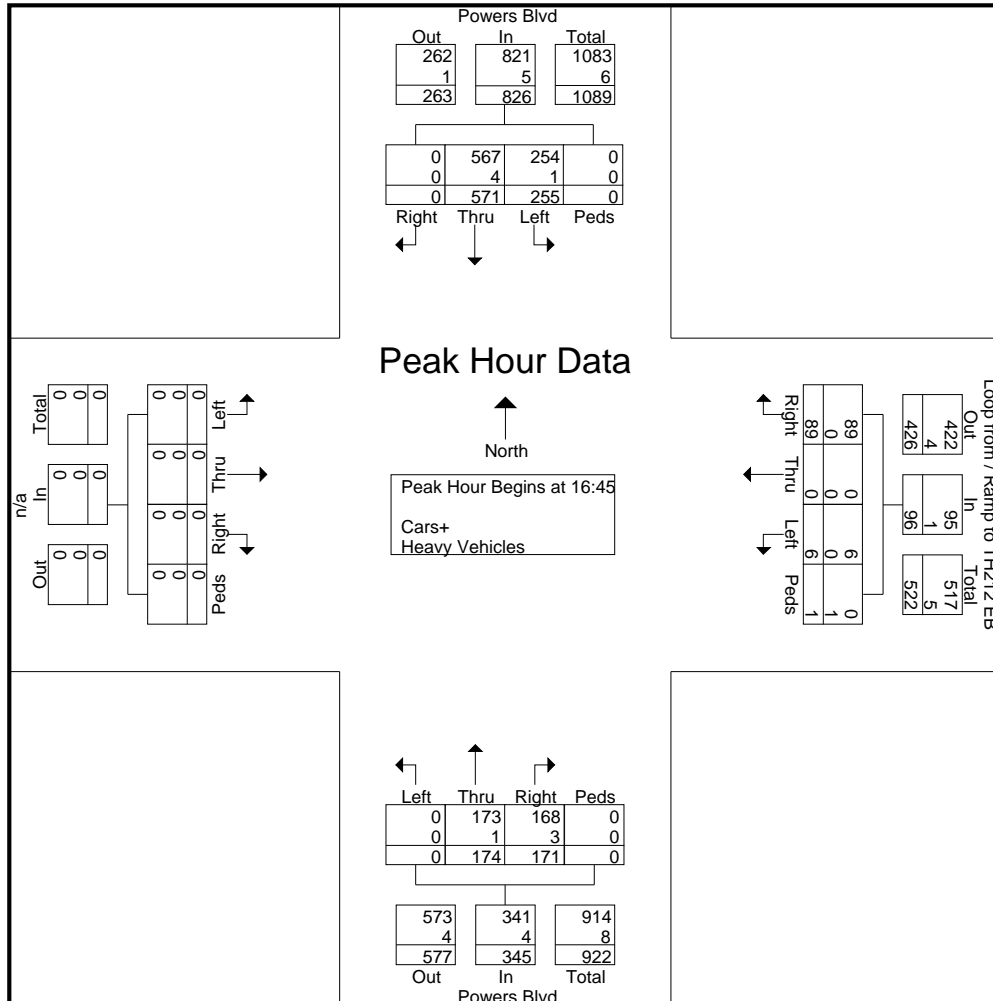 Powers Blvd
Out In Total
262 821 1083
1 5 6
263 826 1089
0 567 254 0
0 4 1 0
0 571 255 0
Right Thru Left Peds
Peak Hour Data
North
Peak Hour Begins at 16:45
Cars+
Heavy Vehicles
n/a
Out In Total
0 0 0
0 0 0
0 0 0
0 0 0 0
0 0 0 0
0 0 0 0
Peds Right Thru Left
Loop from / Ramp to TH212 EB
Out In Total
422 95 517
4 1 5
426 96 522
89 0 6 0
0 0 0 1
89 0 6 1
Right Thru Left Peds
Left Thru Right Peds
0 173 168 0
0 1 3 0
0 174 171 0
573 341 914
4 4 8
577 345 922
Out In Total
Powers Blvd